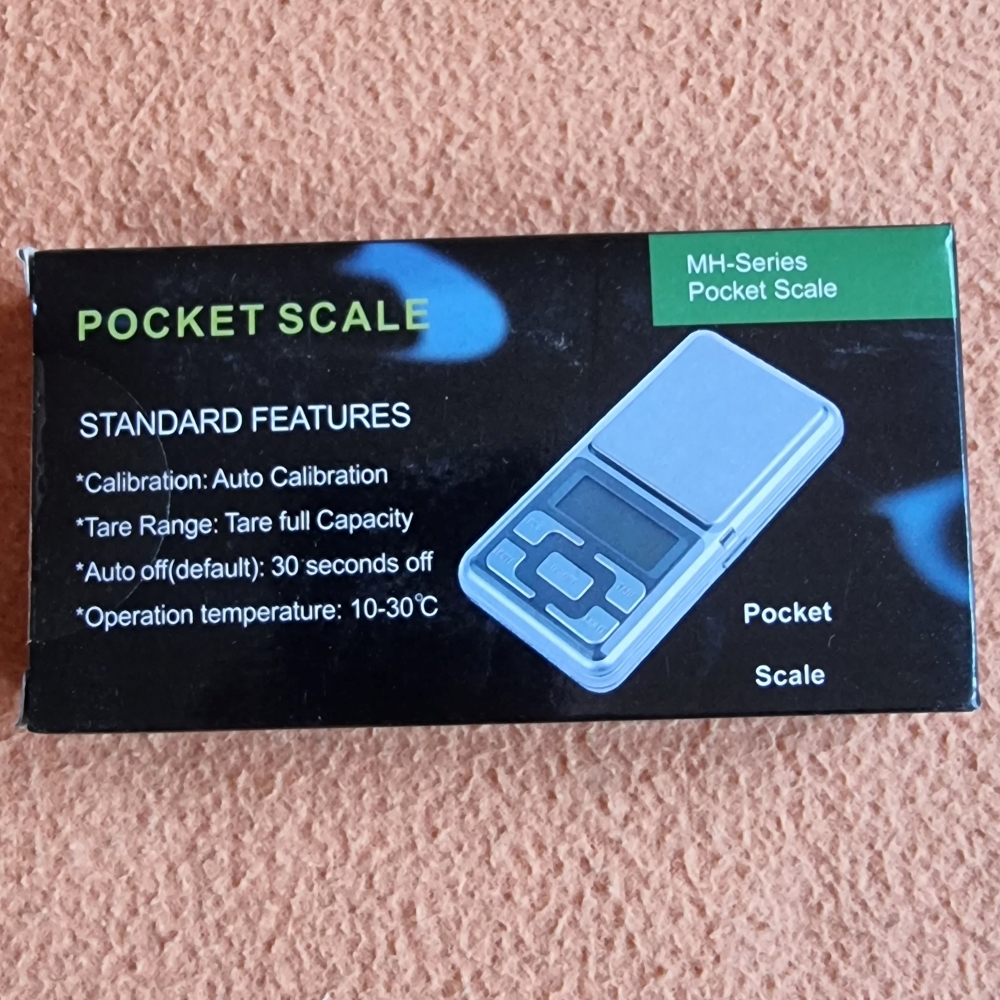 POCKET SCALE
MH-Series
Pocket Scale
STANDARD FEATURES
*Calibration: Auto Calibration
*Tare Range: Tare full Capacity
*Auto off(default): 30 seconds off
*Operation temperature: 10-30℃
Pocket
Scale